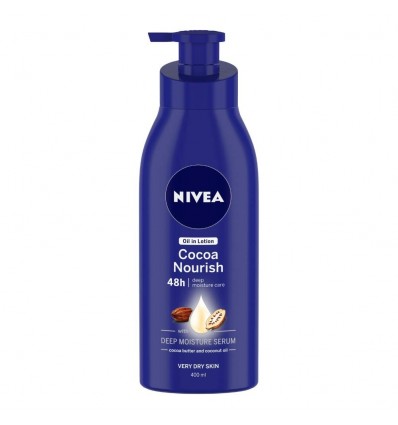 NIVEA
Oil in Lotion
Cocoa
Nourish
48h | deep
moisture care
with
DEEP MOISTURE SERUM
cocoa butter and coconut oil
VERY DRY SKIN
400 ml